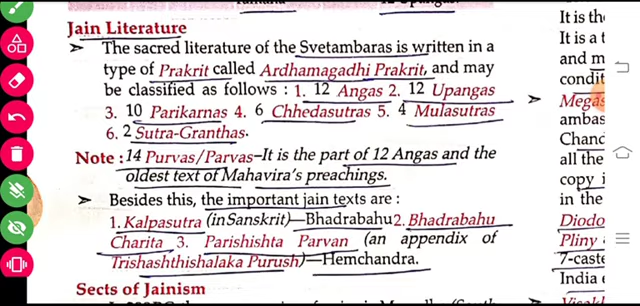 Jain Literature
➤ The sacred literature of the Svetambaras is written in a
type of Prakrit called Ardhamagadhi Prakrit, and may
be classified as follows : 1. 12 Angas 2. 12 Upangas
3. 10 Parikarnas 4. 6 Chhedasutras 5. 4 Mulasutras
6. 2 Sutra-Granthas.
Note : 14 Purvas/Parvas–It is the part of 12 Angas and the
oldest text of Mahavira's preachings.
➤ Besides this, the important jain texts are :
1. Kalpasutra (in Sanskrit)—Bhadrabahu 2. Bhadrabahu
Charita 3. Parishishta Parvan (an appendix of
Trishashthishalaka Purush)—Hemchandra.
Sects of Jainism
It is the
It is a t
and m
condit
➤ Megas
ambas
Chand
all the
copy i
in the
Diodo
Pliny
7-caste
India